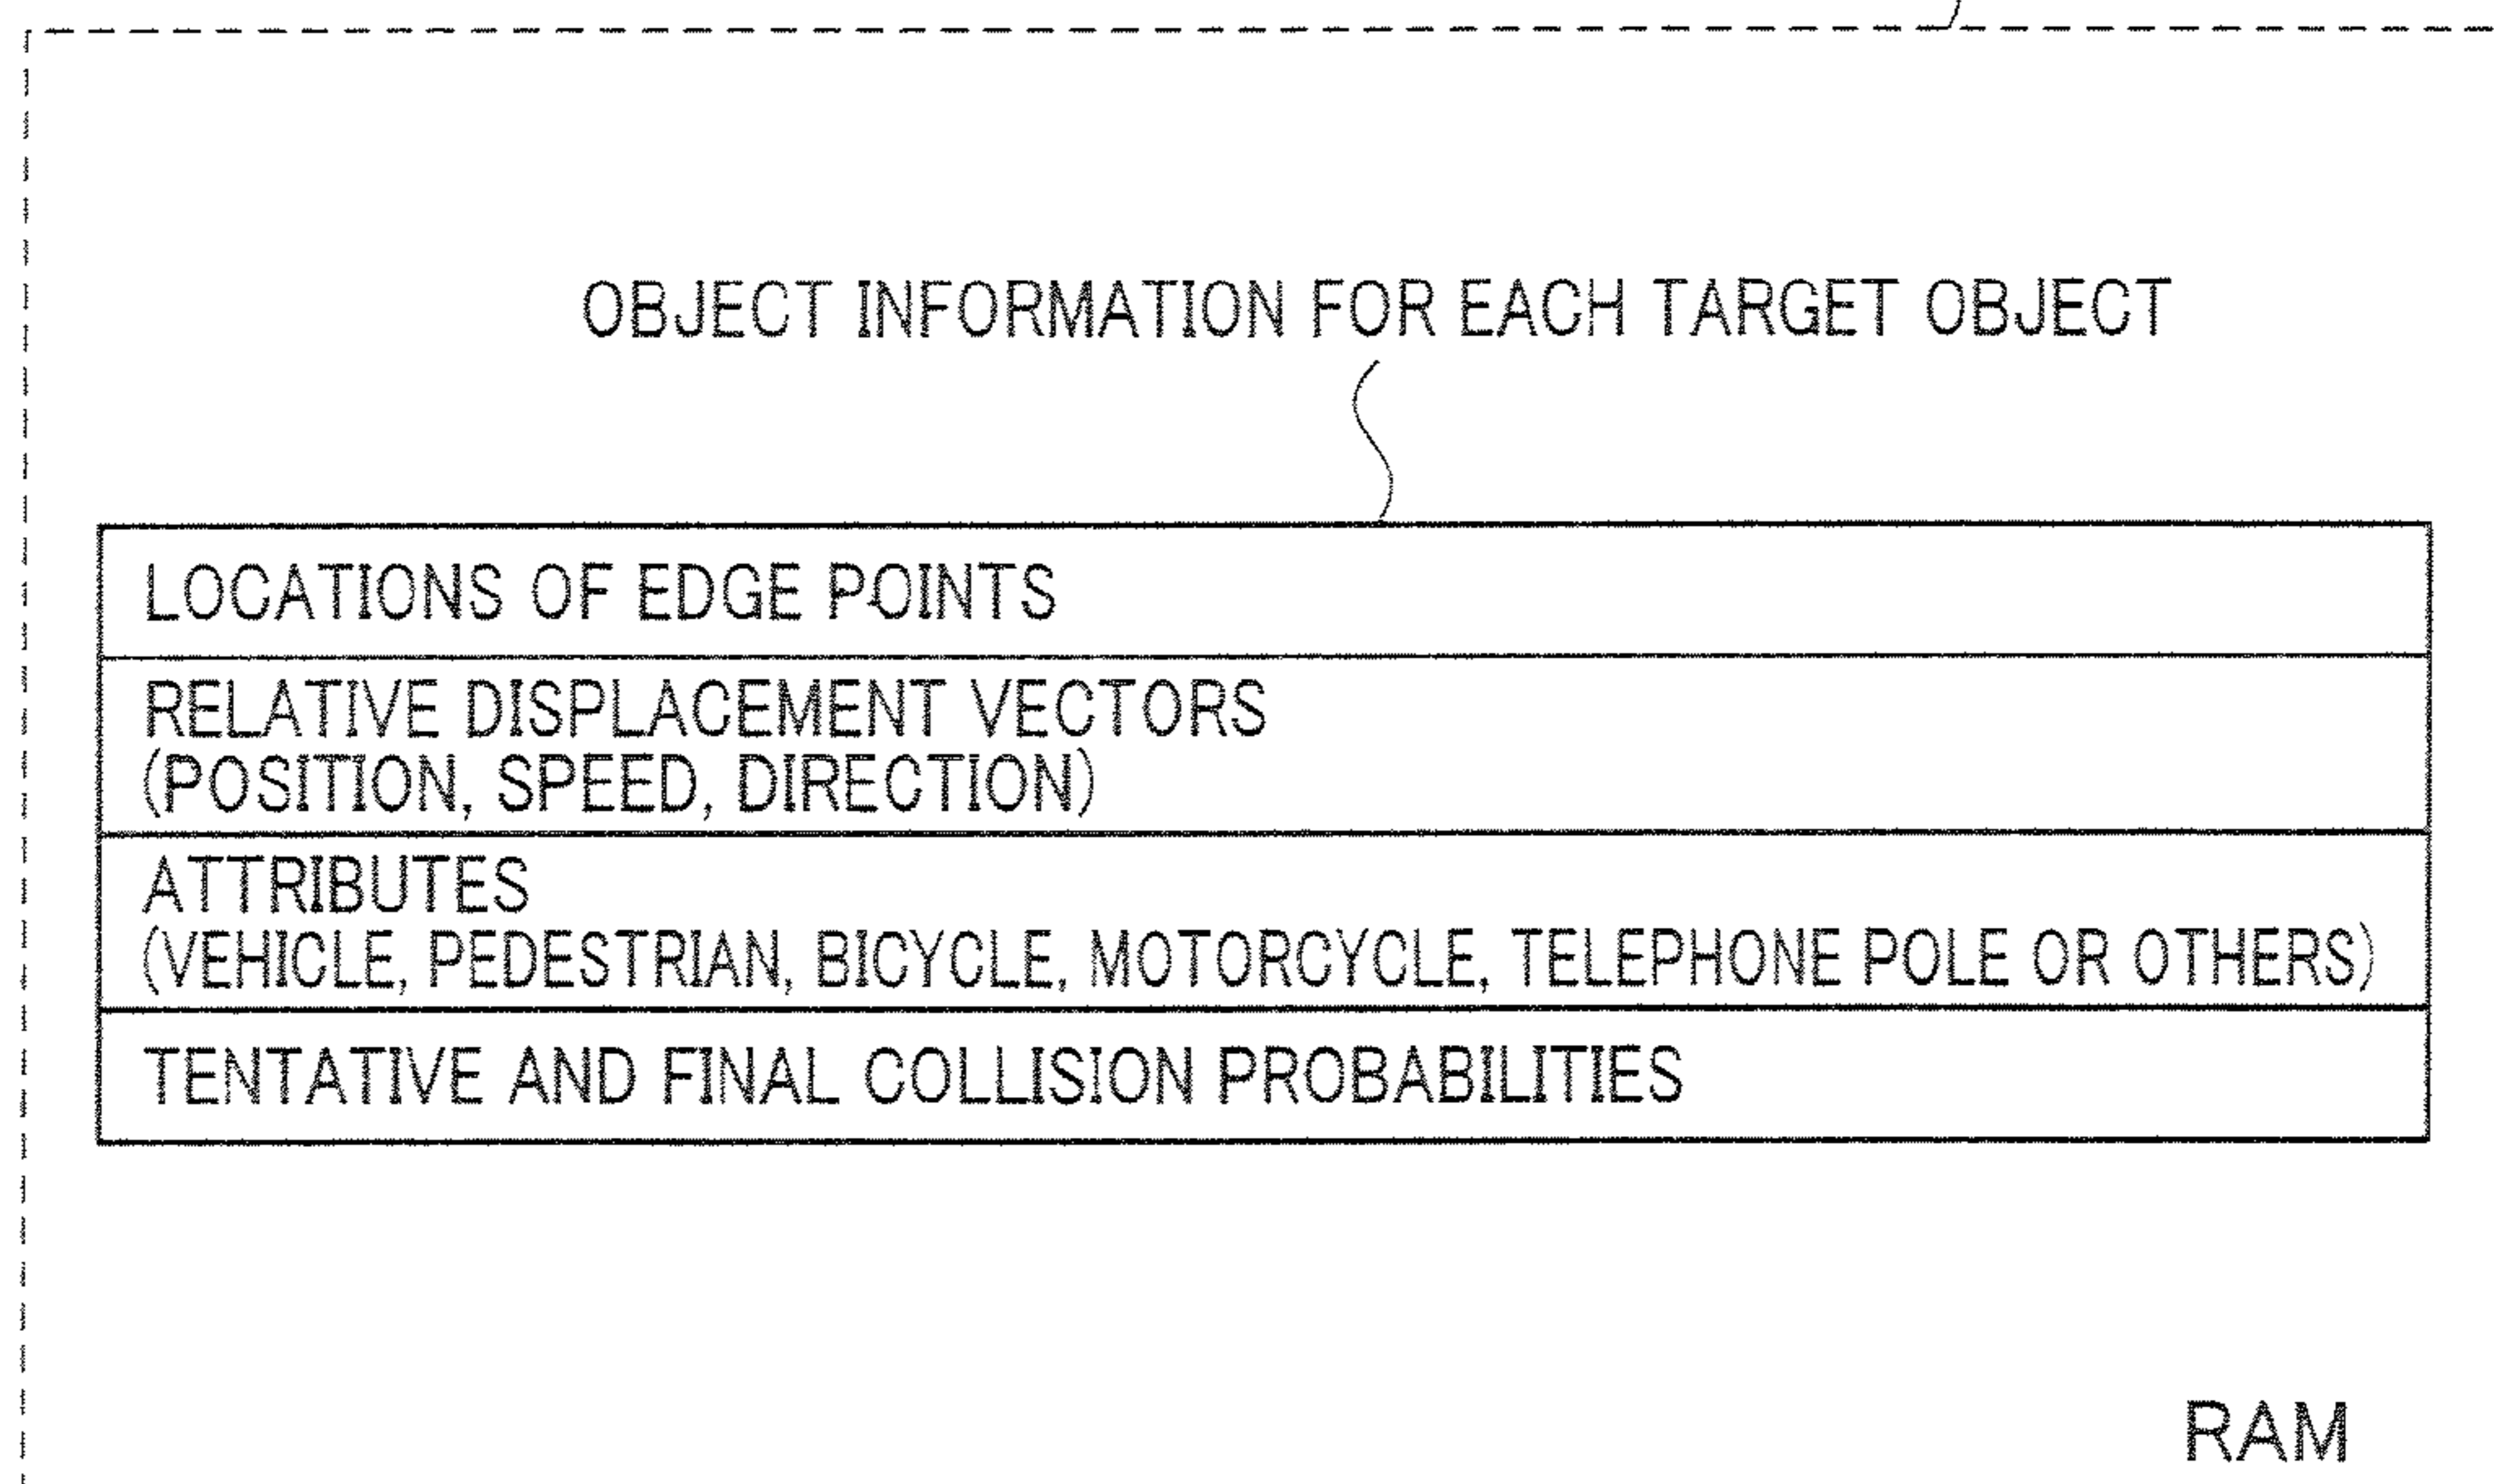 OBJECT INFORMATION FOR EACH TARGET OBJECT
LOCATIONS OF EDGE POINTS
RELATIVE DISPLACEMENT VECTORS
(POSITION, SPEED, DIRECTION)
ATTRIBUTES
(VEHICLE, PEDESTRIAN, BICYCLE, MOTORCYCLE, TELEPHONE POLE OR OTHERS)
TENTATIVE AND FINAL COLLISION PROBABILITIES
RAM